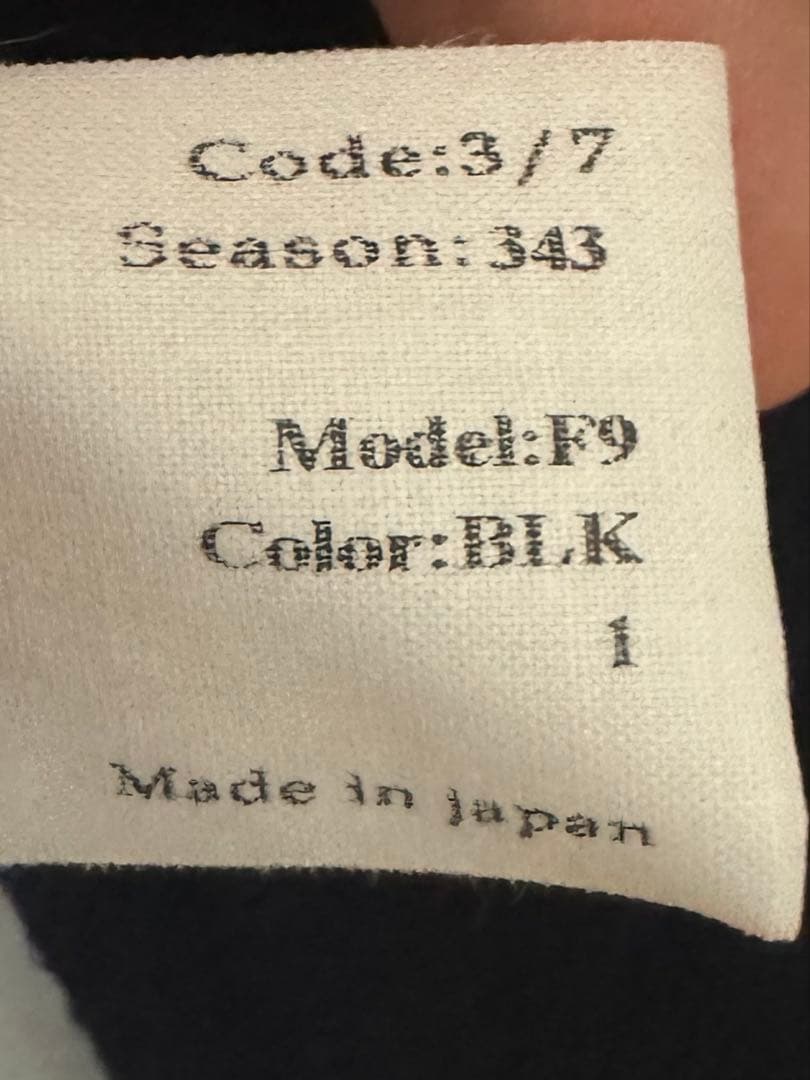 Code:3/7
Season:343
Model:F9
Color:BLK
1
Made in Japan